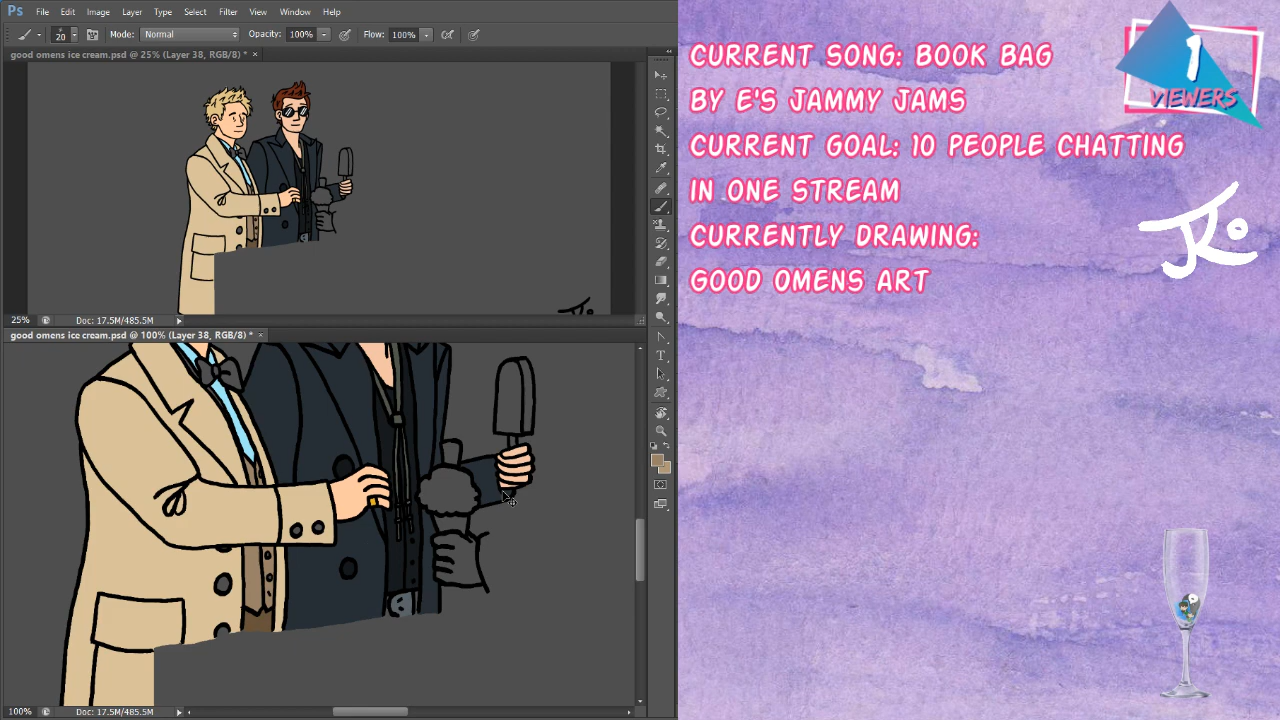 Ps File Edit Image Layer Type Select Filter View Window Help
20 Mode: Normal Opacity: 100% Flow: 100%
good omens ice cream.psd @ 25% (Layer 38, RGB/8) * ×
25% Doc: 17.5M/485.5M
good omens ice cream.psd @ 100% (Layer 38, RGB/8) * ×
100% Doc: 17.5M/485.5M
CURRENT SONG: BOOK BAG
BY E'S JAMMY JAMS
CURRENT GOAL: 10 PEOPLE CHATTING
IN ONE STREAM
CURRENTLY DRAWING:
GOOD OMENS ART
1
VIEWERS
JKo